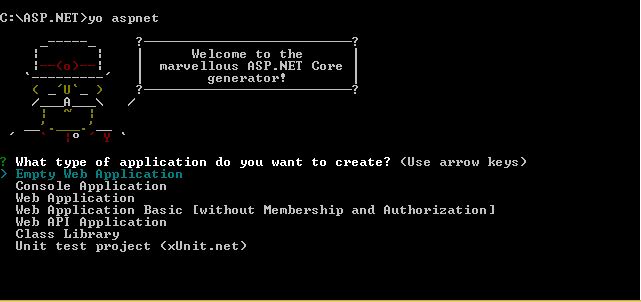 C:\ASP.NET>yo aspnet
Welcome to the
marvellous ASP.NET Core
generator!
? What type of application do you want to create? (Use arrow keys)
> Empty Web Application
Console Application
Web Application
Web Application Basic [without Membership and Authorization]
Web API Application
Class Library
Unit test project (xUnit.net)